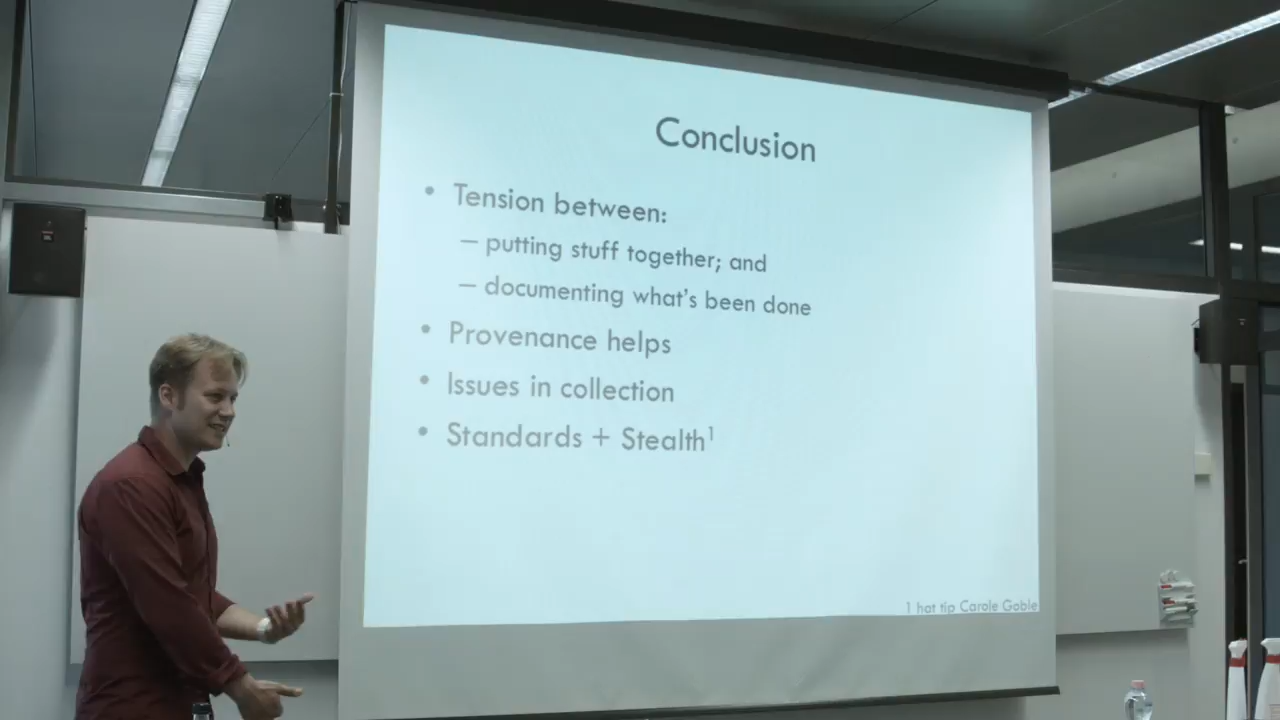 Conclusion
• Tension between:
– putting stuff together; and
– documenting what's been done
• Provenance helps
• Issues in collection
• Standards + Stealth¹
1 hat tip Carole Goble